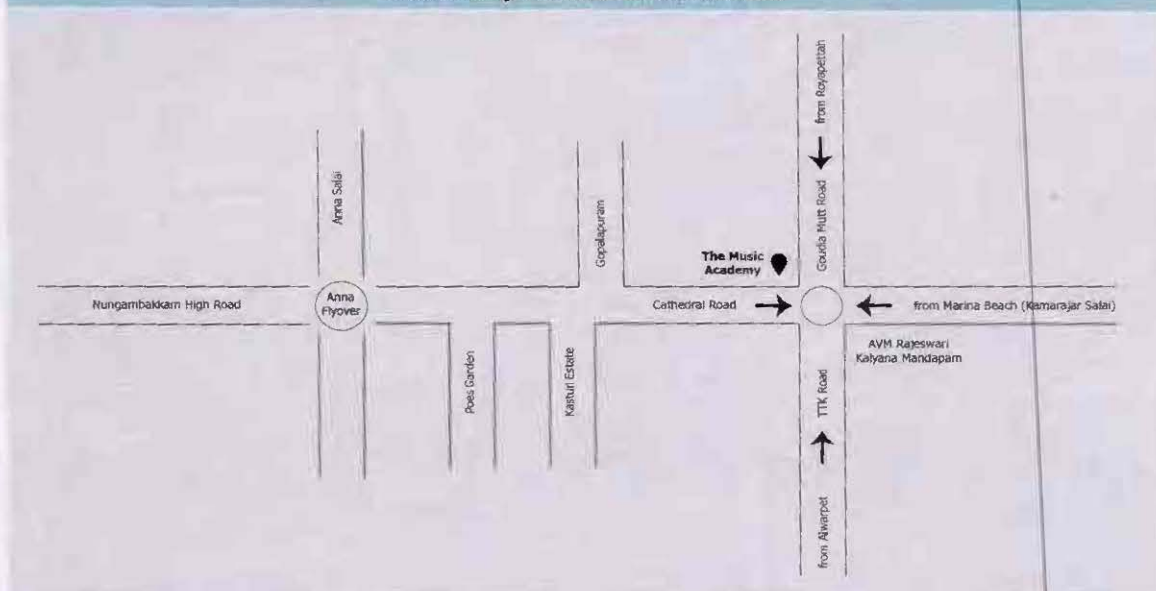 from Royapettah
Anna Salai
Gopalapuram
Goudia Mutt Road
The Music
Academy
Nungambakkam High Road
Anna
Flyover
Cathedral Road
from Marina Beach (Kamarajar Salai)
AVM Rajeswari
Kalyana Mandapam
Poes Garden
Kasturi Estate
TTK Road
from Alwarpet